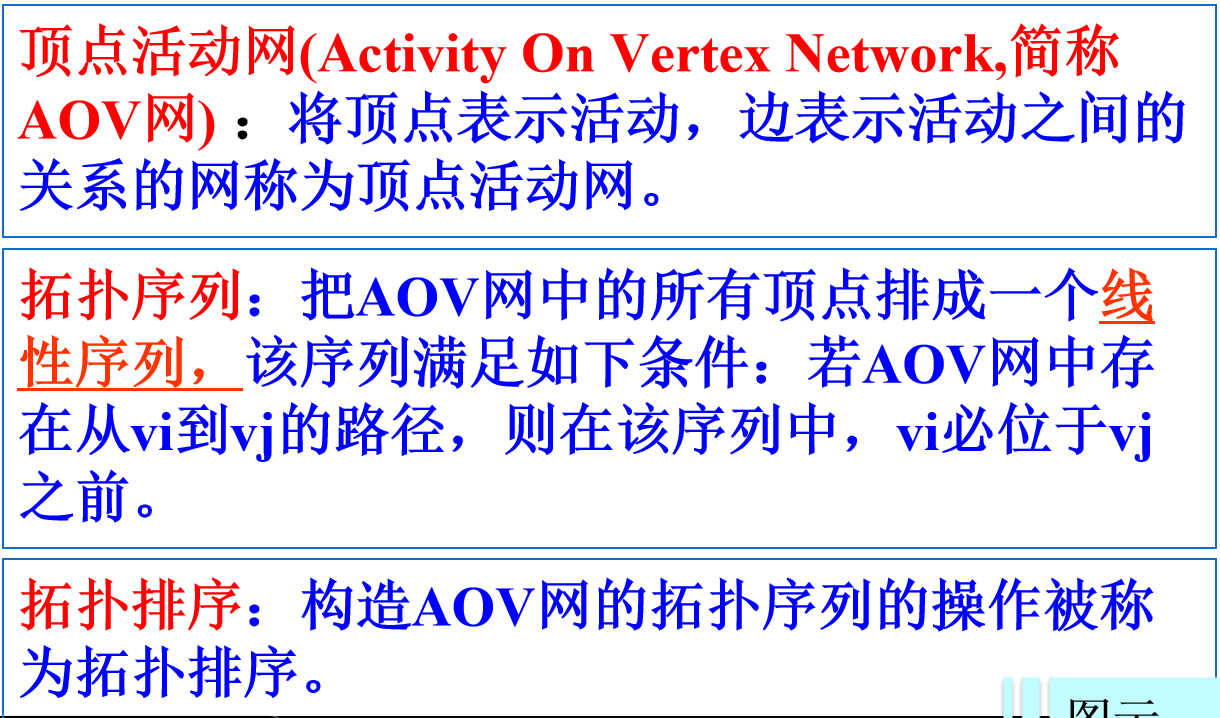 顶点活动网(Activity On Vertex Network,简称
AOV网) ：将顶点表示活动，边表示活动之间的
关系的网称为顶点活动网。
拓扑序列：把AOV网中的所有顶点排成一个线
性序列，该序列满足如下条件：若AOV网中存
在从vi到vj的路径，则在该序列中，vi必位于vj
之前。
拓扑排序：构造AOV网的拓扑序列的操作被称
为拓扑排序。
图示